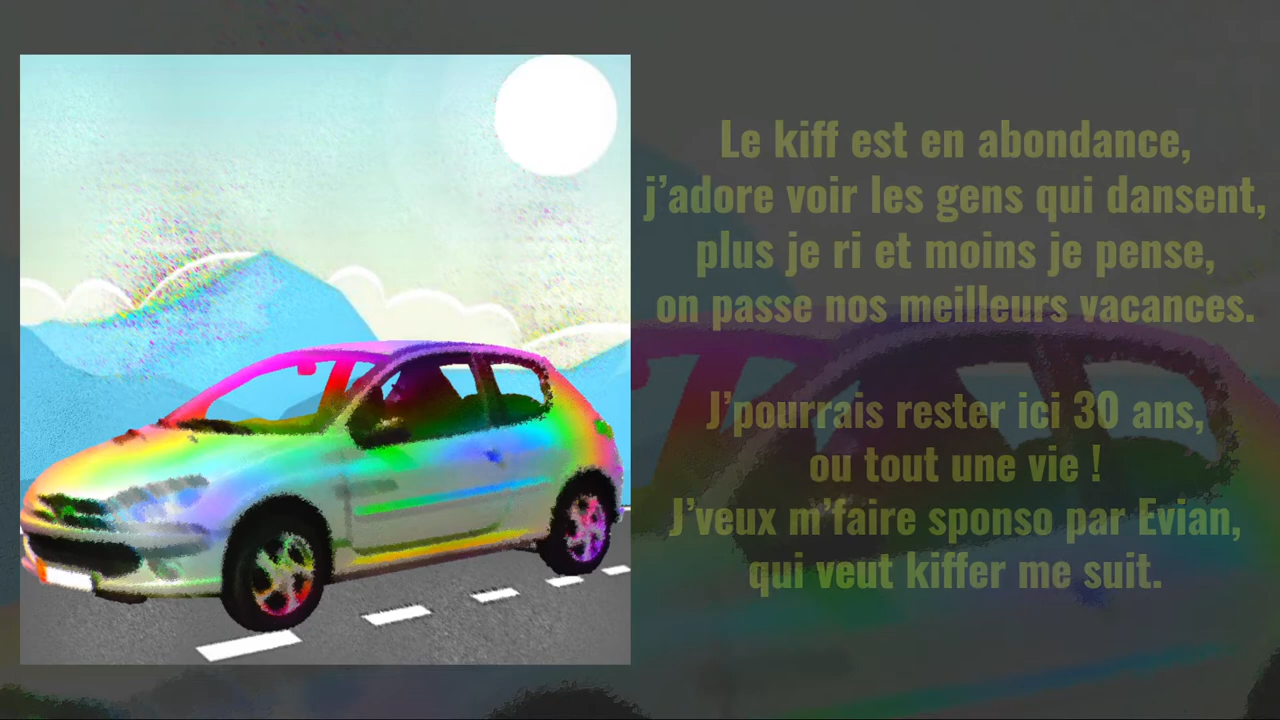 Le kiff est en abondance,
j’adore voir les gens qui dansent,
plus je ri et moins je pense,
on passe nos meilleurs vacances.
J’pourrais rester ici 30 ans,
ou tout une vie !
J’veux m’faire sponso par Evian,
qui veut kiffer me suit.